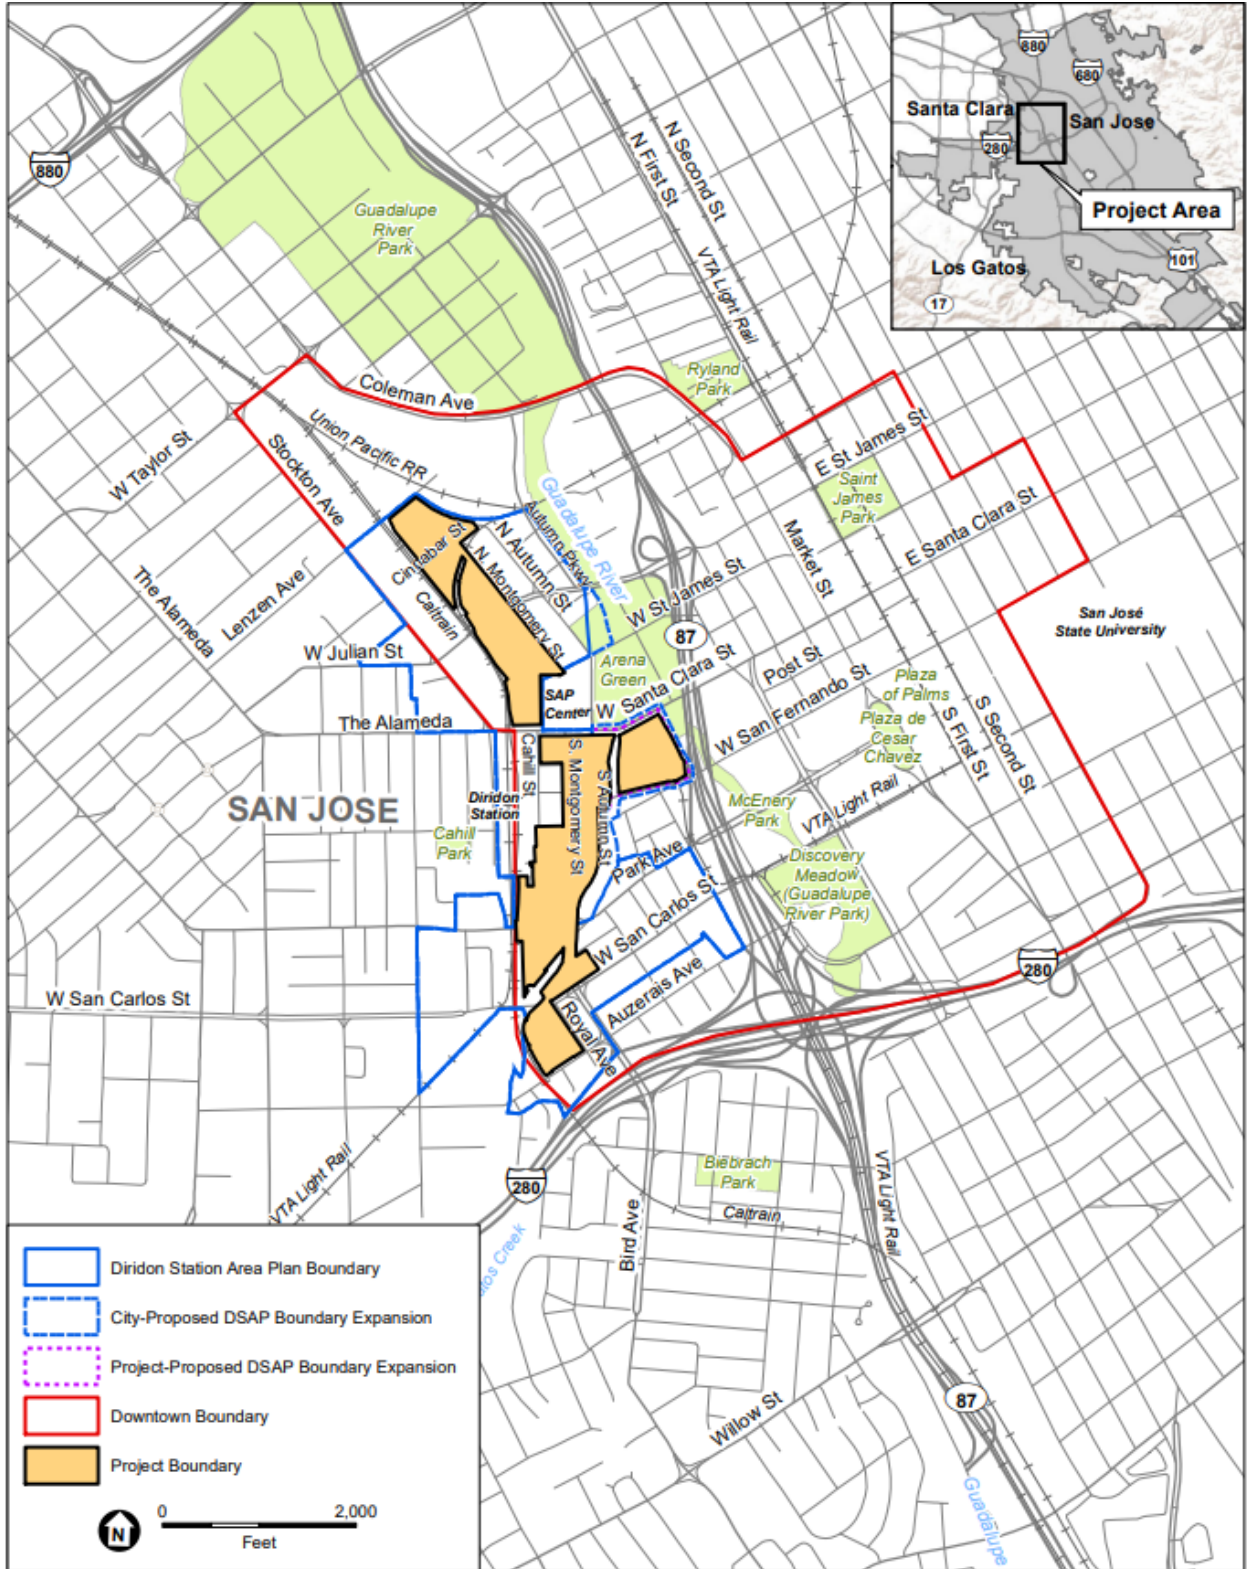 880
680
Santa Clara
San Jose
280
Project Area
Los Gatos
101
17
880
N Second St
N First St
Guadalupe
River
Park
VTA Light Rail
Ryland
Park
Coleman Ave
Union Pacific RR
E St James St
W Taylor St
Stockton Ave
Saint
James
Park
Guadalupe River
E Santa Clara St
Autumn Pkwy
N Autumn St
Market St
Cinnabar St
N. Montgomery St
W St James St
Lenzen Ave
The Alameda
Caltrain
87
San José
State University
W Julian St
Arena
Green
Post St
SAP
Center
W Santa Clara St
Plaza
of Palms
W San Fernando St
The Alameda
Plaza de
Cesar
Chavez
S Second St
S First St
Cahill St
S. Montgomery St
S Autumn St
Diridon
Station
SAN JOSE
McEnery
Park
VTA Light Rail
Cahill
Park
Park Ave
Discovery
Meadow
(Guadalupe
River Park)
W San Carlos St
280
W San Carlos St
Auzerais Ave
Royal Ave
VTA Light Rail
Biebrach
Park
280
VTA Light Rail
Caltrain
Bird Ave
tos Creek
Diridon Station Area Plan Boundary
City-Proposed DSAP Boundary Expansion
Project-Proposed DSAP Boundary Expansion
Downtown Boundary
Project Boundary
87
Willow St
Guadalupe
N
0 2,000
Feet